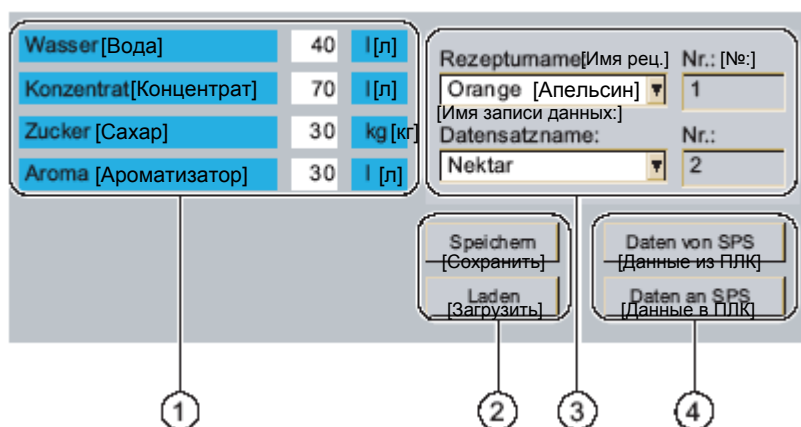 Wasser [Вода] 40 l [л]
Konzentrat [Концентрат] 70 l [л]
Zucker [Сахар] 30 kg [кг]
Aroma [Ароматизатор] 30 l [л]
Rezepturname [Имя рец.] Nr.: [№:]
Orange [Апельсин] 1
[Имя записи данных:]
Datensatzname: Nr.:
Nektar 2
Speichern Daten von SPS
[Сохранить] [Данные из ПЛК]
Laden Daten an SPS
[Загрузить] [Данные в ПЛК]
1 2 3 4